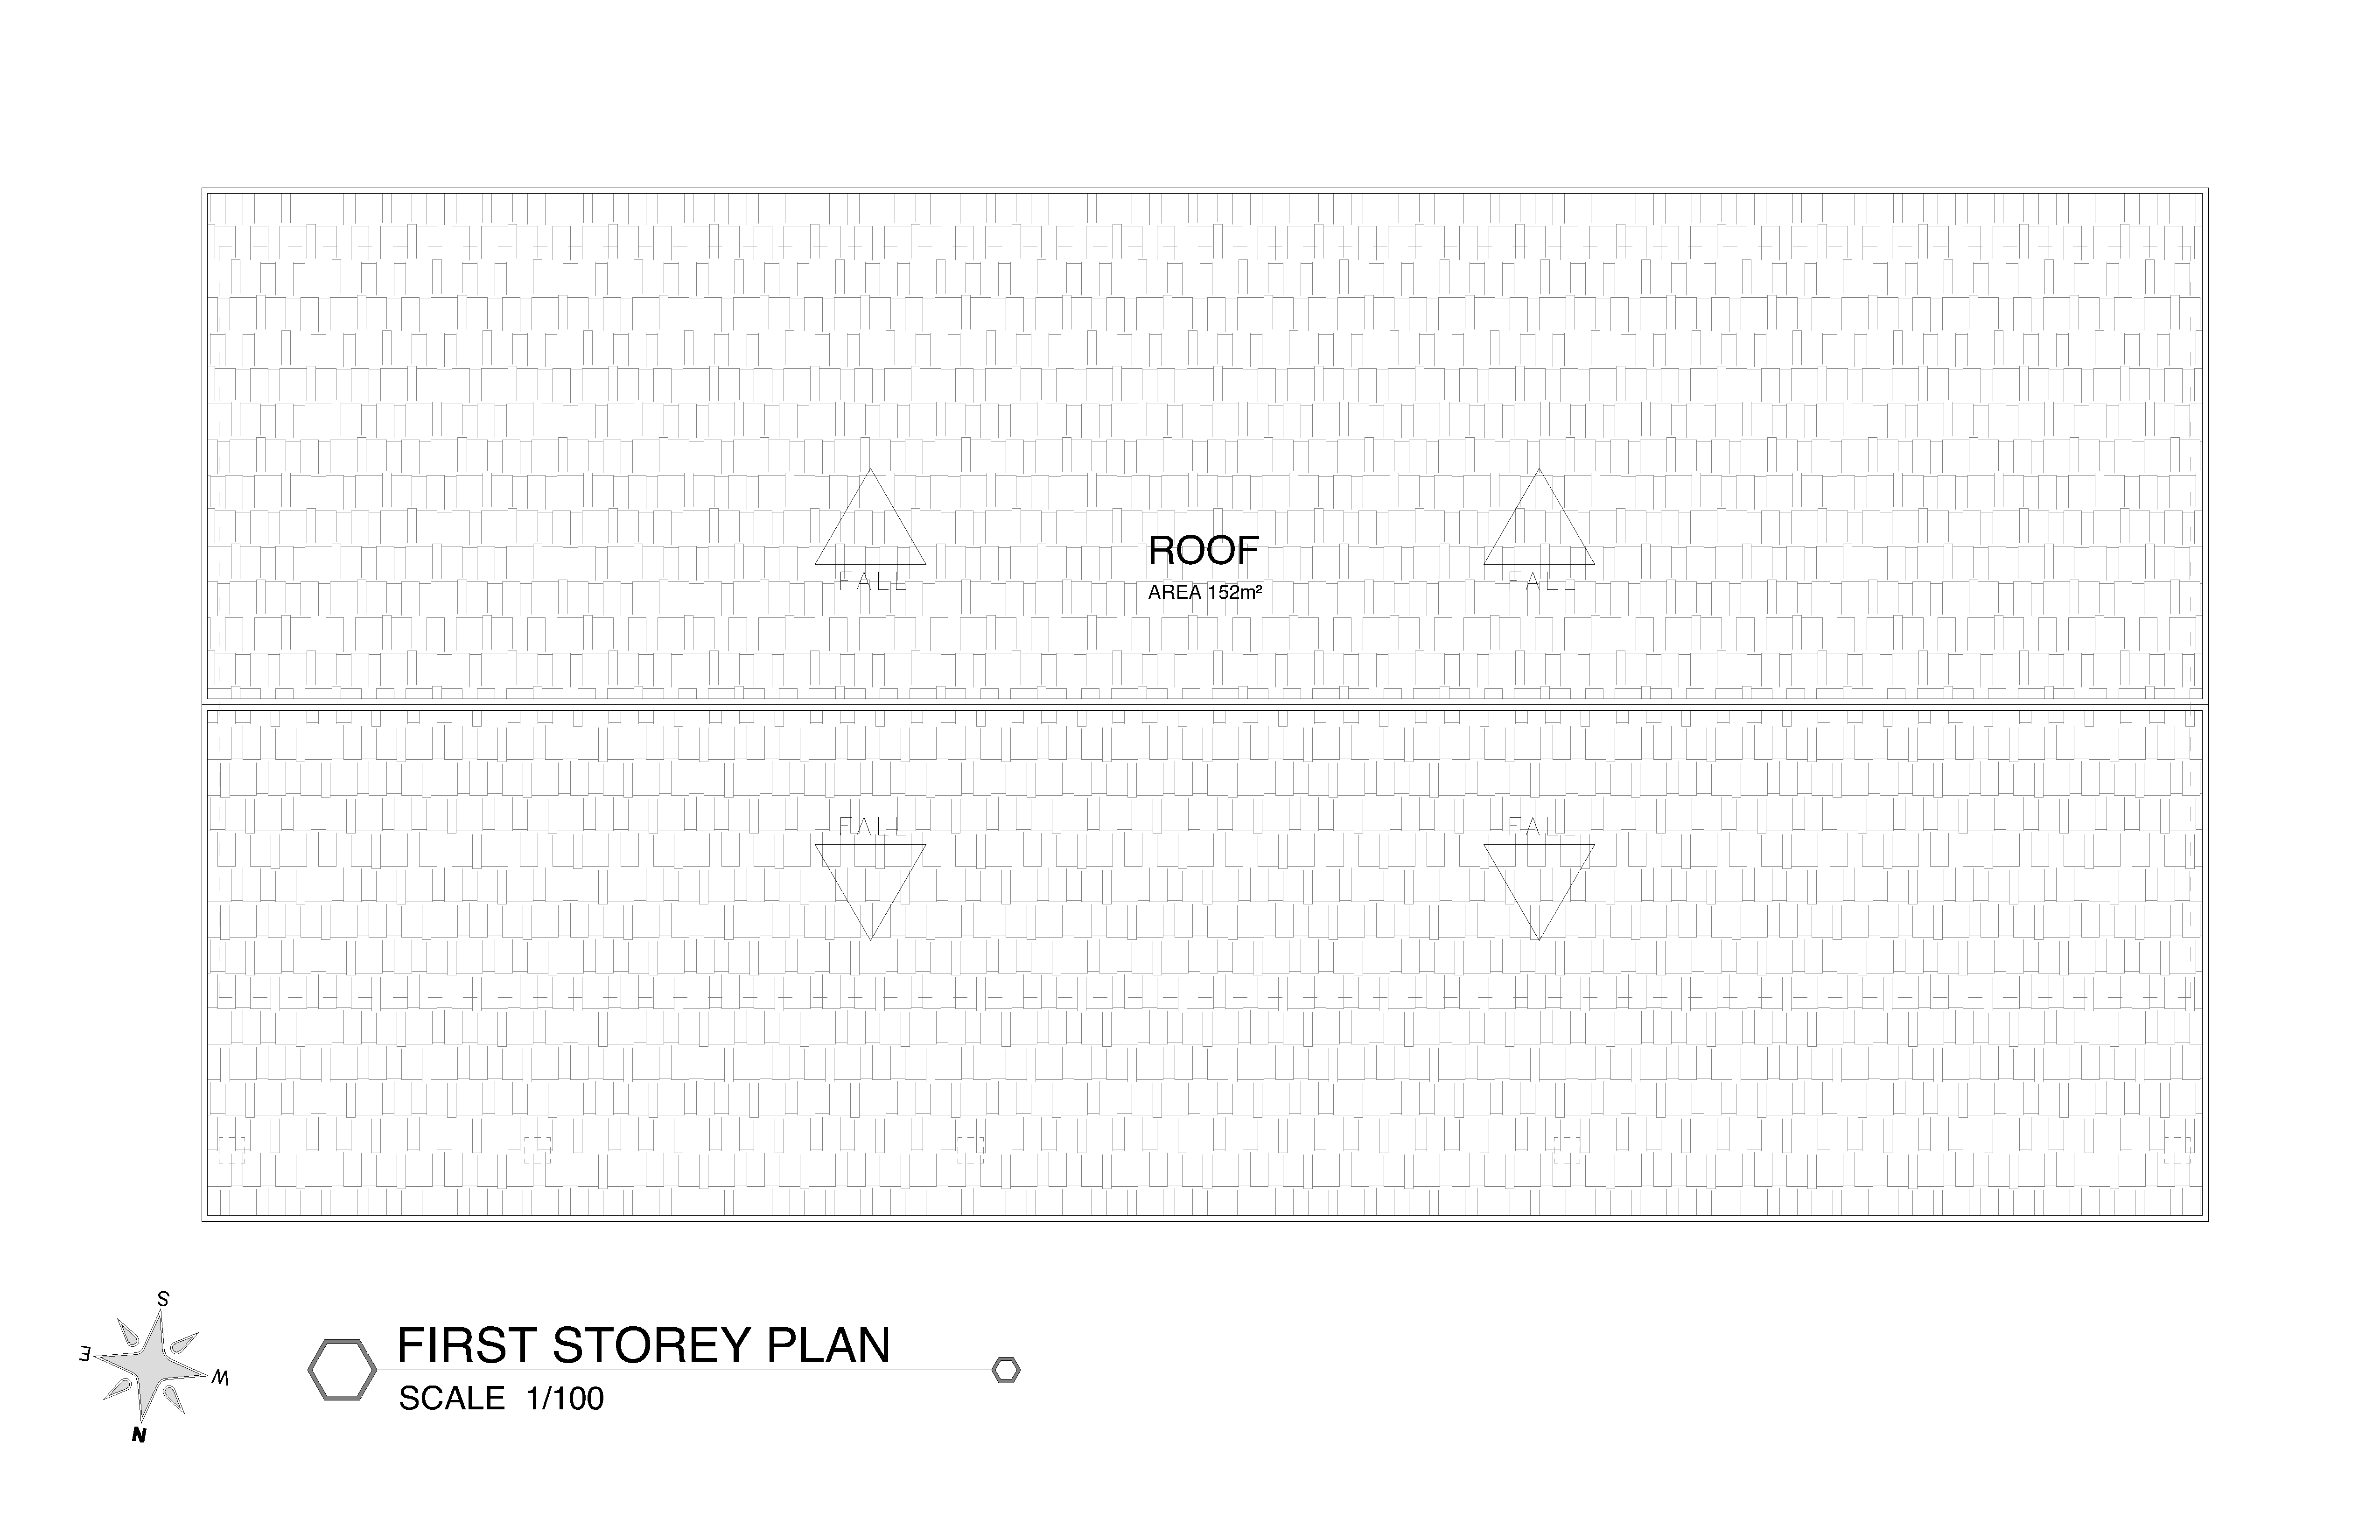 FALL
ROOF
FALL
AREA 152m²
FALL
FALL
S
E
W
N
FIRST STOREY PLAN
SCALE 1/100